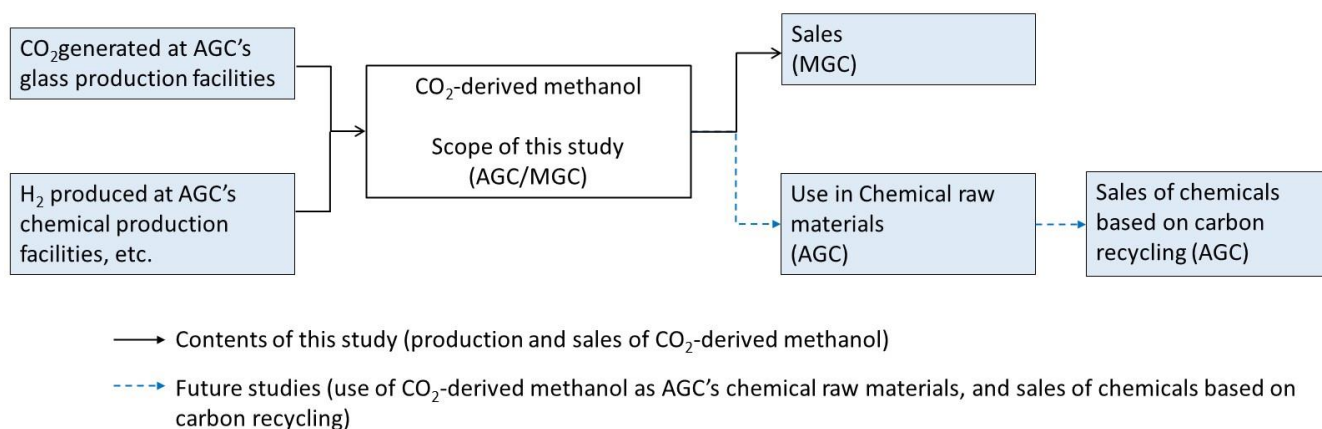 CO₂generated at AGC's
glass production facilities
H₂ produced at AGC's
chemical production
facilities, etc.
CO₂-derived methanol
Scope of this study
(AGC/MGC)
Sales
(MGC)
Use in Chemical raw
materials
(AGC)
Sales of chemicals
based on carbon
recycling (AGC)
Contents of this study (production and sales of CO₂-derived methanol)
Future studies (use of CO₂-derived methanol as AGC's chemical raw materials, and sales of chemicals based on
carbon recycling)